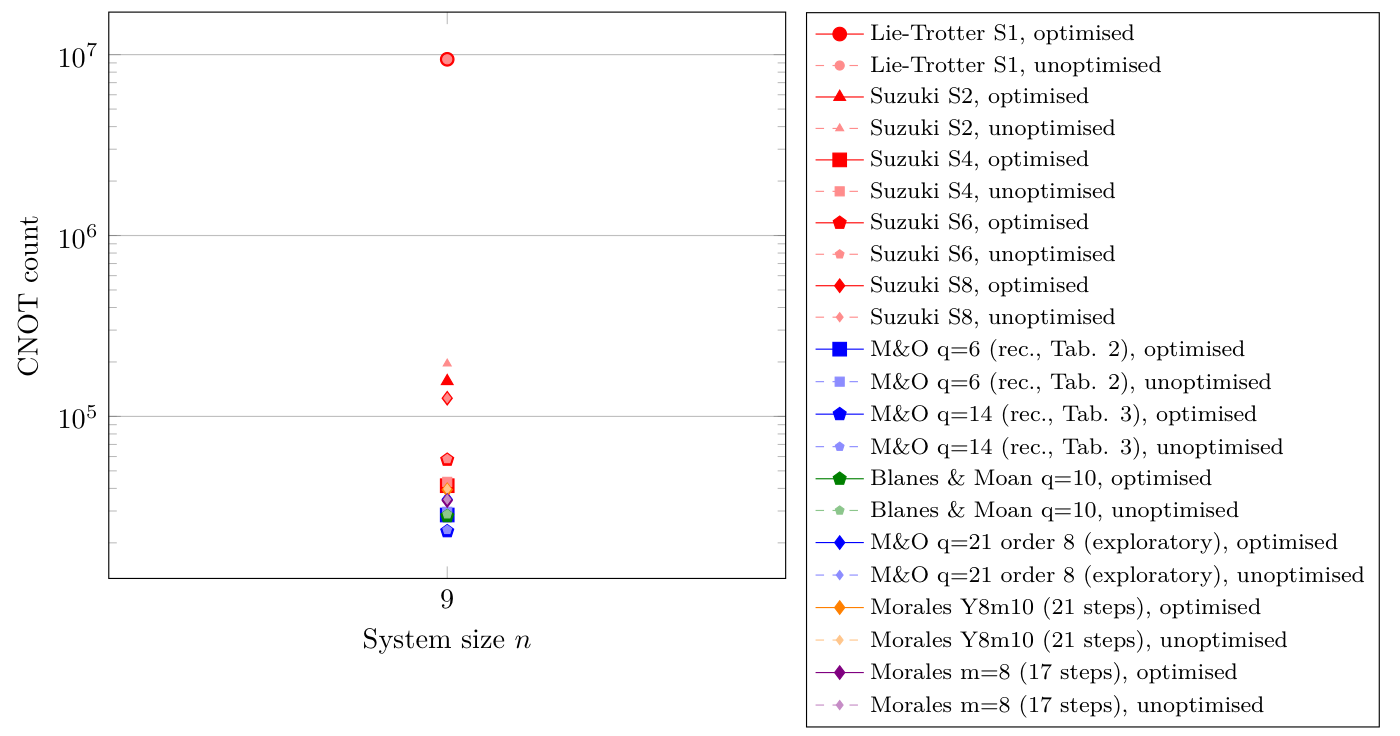 10^7
10^6
10^5
CNOT count
9
System size n
Lie-Trotter S1, optimised
Lie-Trotter S1, unoptimised
Suzuki S2, optimised
Suzuki S2, unoptimised
Suzuki S4, optimised
Suzuki S4, unoptimised
Suzuki S6, optimised
Suzuki S6, unoptimised
Suzuki S8, optimised
Suzuki S8, unoptimised
M&O q=6 (rec., Tab. 2), optimised
M&O q=6 (rec., Tab. 2), unoptimised
M&O q=14 (rec., Tab. 3), optimised
M&O q=14 (rec., Tab. 3), unoptimised
Blanes & Moan q=10, optimised
Blanes & Moan q=10, unoptimised
M&O q=21 order 8 (exploratory), optimised
M&O q=21 order 8 (exploratory), unoptimised
Morales Y8m10 (21 steps), optimised
Morales Y8m10 (21 steps), unoptimised
Morales m=8 (17 steps), optimised
Morales m=8 (17 steps), unoptimised